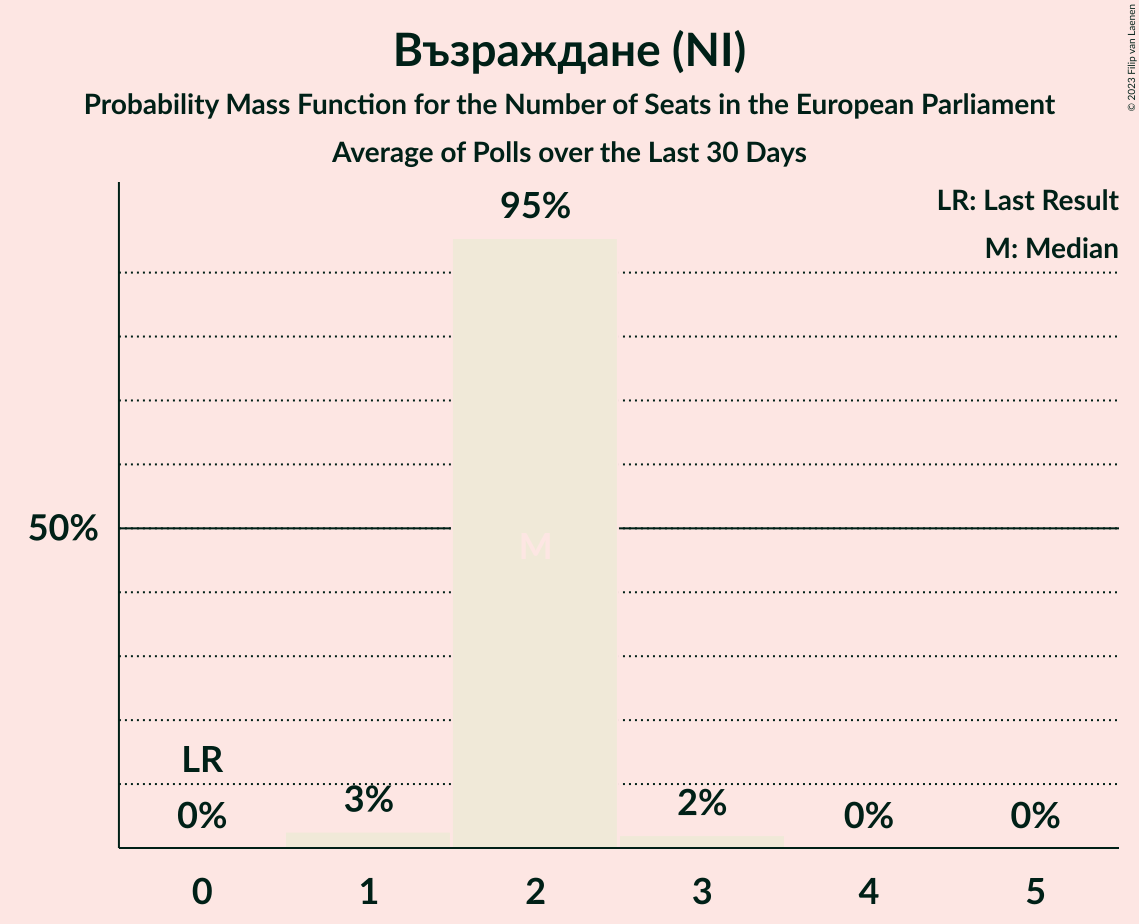 Възраждане (NI)
Probability Mass Function for the Number of Seats in the European Parliament
Average of Polls over the Last 30 Days
© 2023 Filip van Laenen
LR: Last Result
M: Median
95%
50%
M
LR
0%
3%
2%
0%
0%
0
1
2
3
4
5